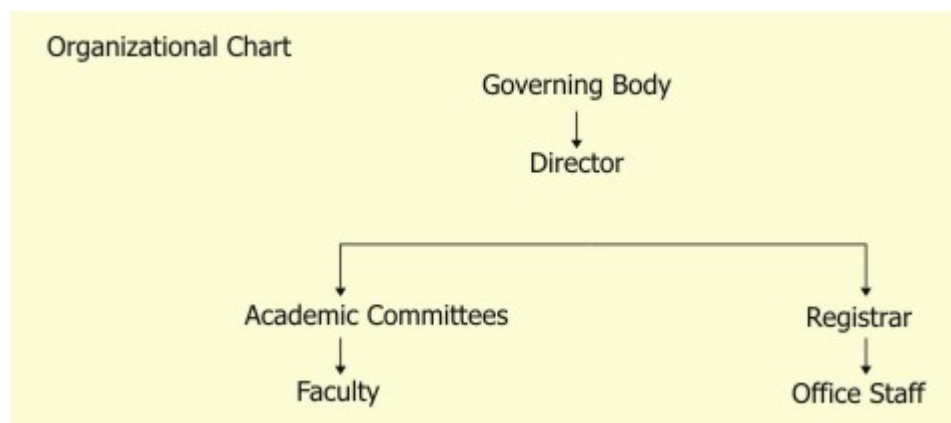 Organizational Chart
Governing Body
Director
Academic Committees
Registrar
Faculty
Office Staff